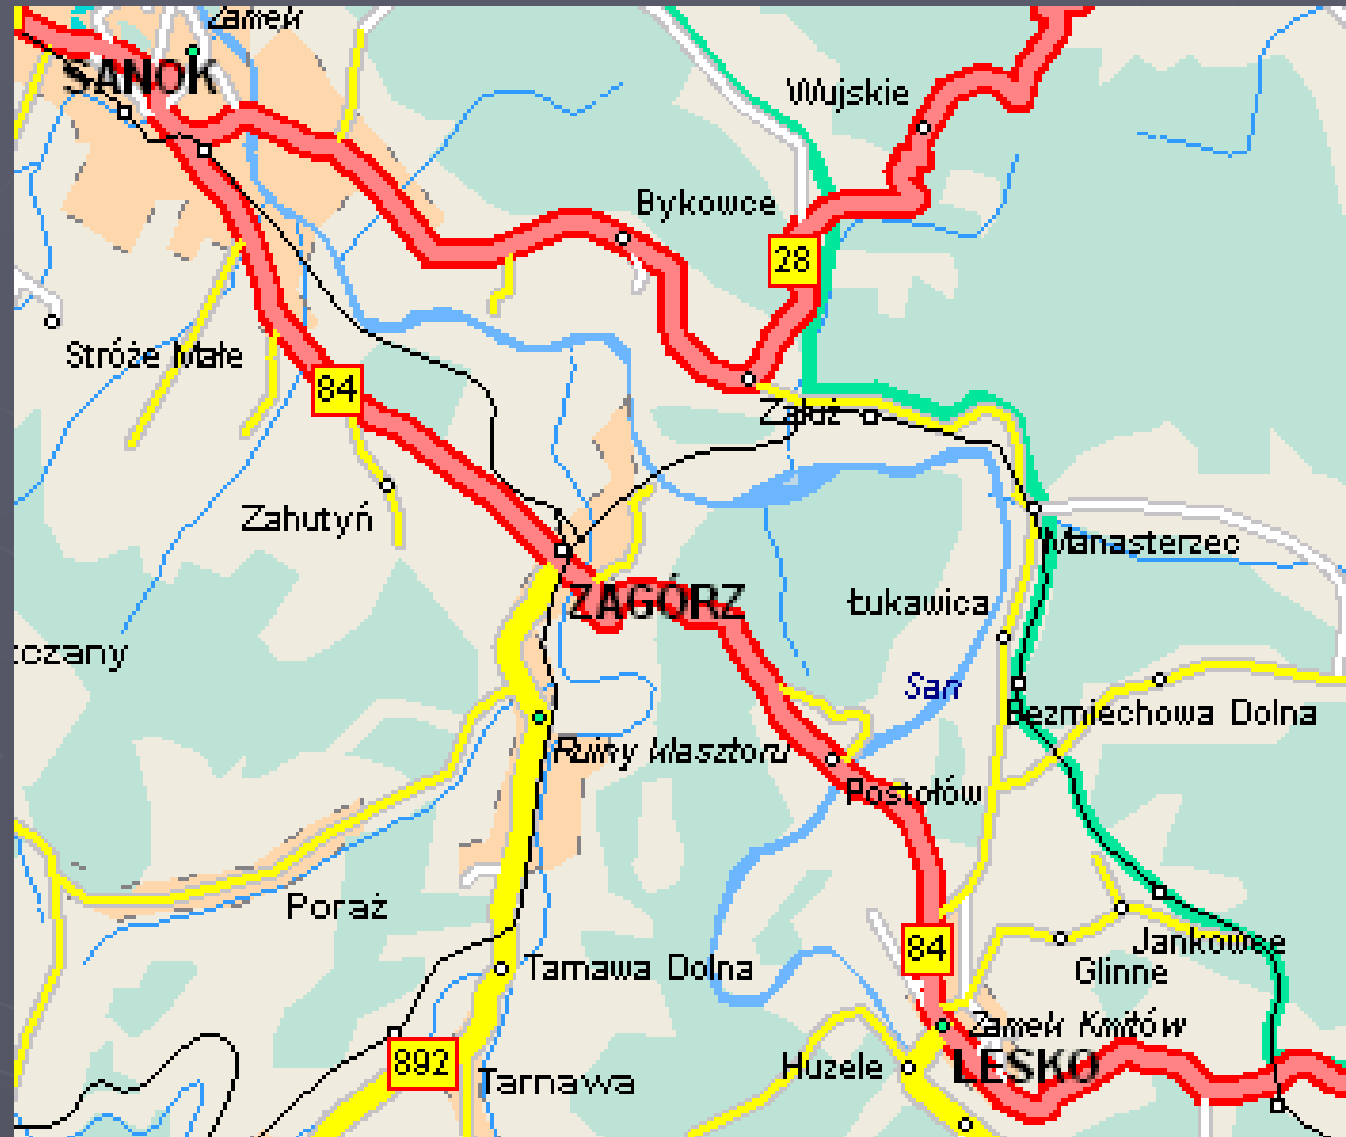 Zamek
SANOK
Wujskie
Bykowce
28
Stróże Małe
84
Załuż
Zahutyń
Manasterzec
ZAGÓRZ
Łukawica
San
Bezmiechowa Dolna
Ruiny klasztoru
Postołów
Poraż
84
Jankowce
Tarnawa Dolna
Glinne
Zamek Kmitów
892
Huzele
LESKO
Tarnawa